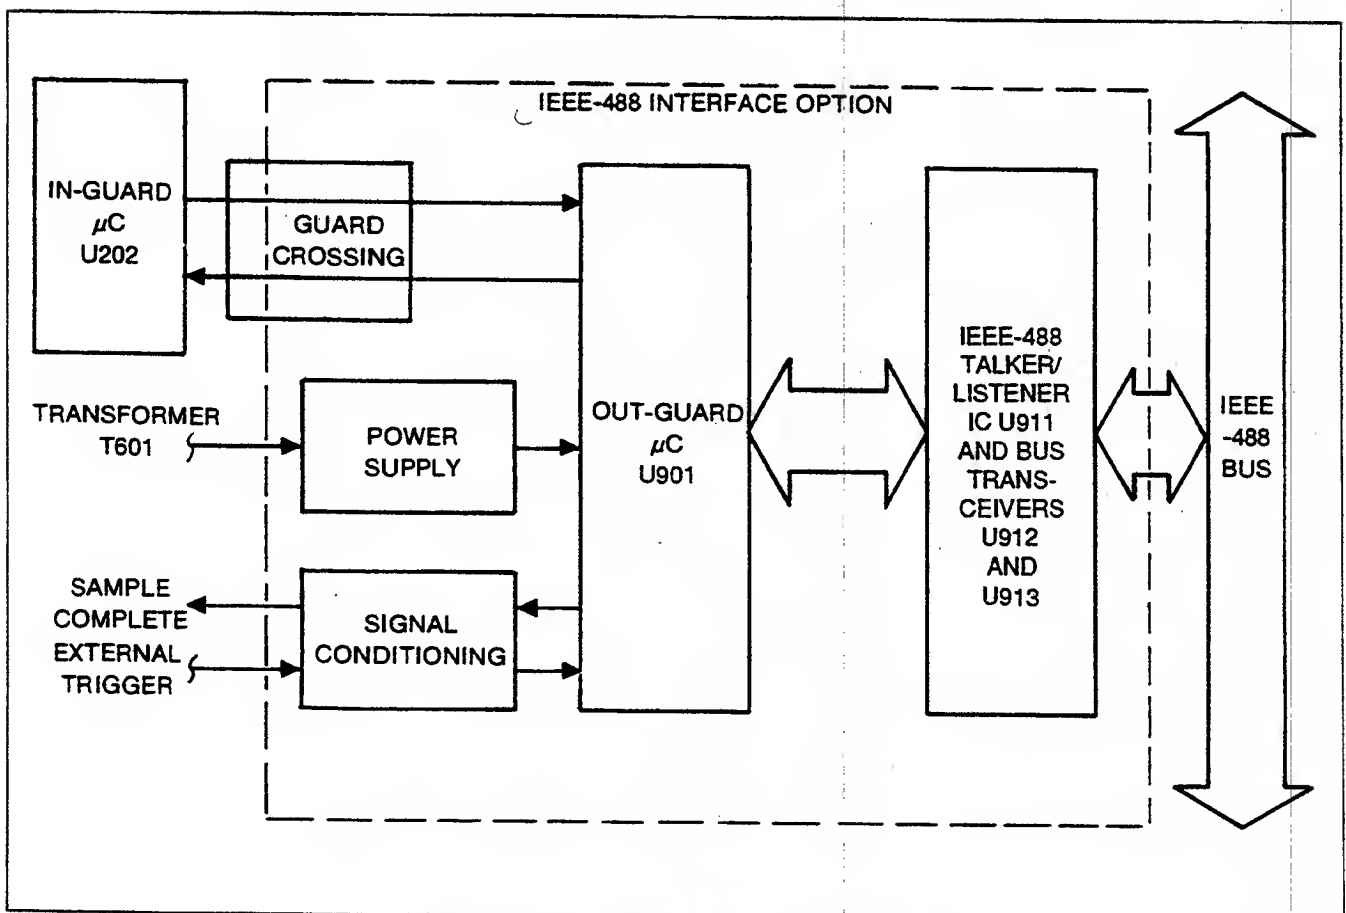 IEEE-488 INTERFACE OPTION
IN-GUARD
μC
U202
GUARD
CROSSING
TRANSFORMER
T601
POWER
SUPPLY
OUT-GUARD
μC
U901
IEEE-488
TALKER/
LISTENER
IC U911
AND BUS
TRANS-
CEIVERS
U912
AND
U913
IEEE
-488
BUS
SAMPLE
COMPLETE
EXTERNAL
TRIGGER
SIGNAL
CONDITIONING